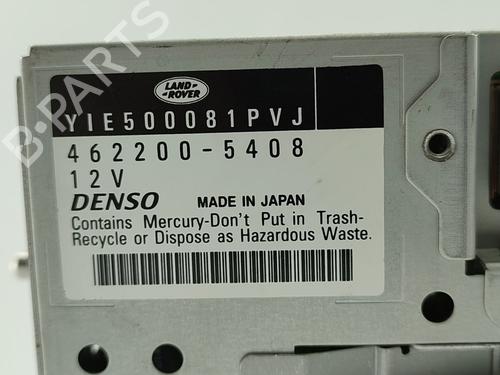 LAND
ROVER
YIE500081PVJ
462200-5408
12V
DENSO MADE IN JAPAN
Contains Mercury-Don't Put in Trash-
Recycle or Dispose as Hazardous Waste.
B-PARTS